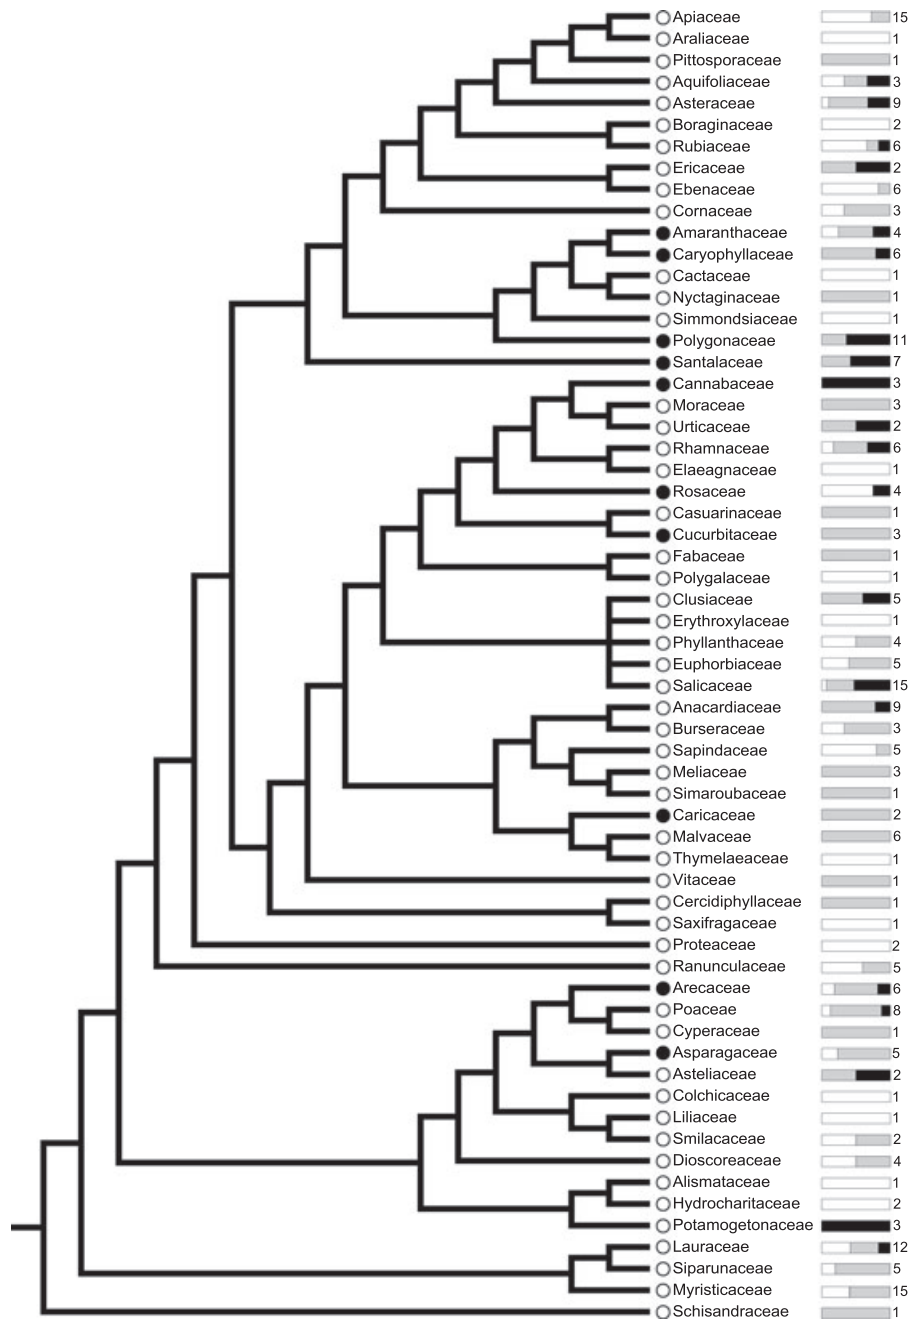 Apiaceae 15
Araliaceae 1
Pittosporaceae 1
Aquifoliaceae 3
Asteraceae 9
Boraginaceae 2
Rubiaceae 6
Ericaceae 2
Ebenaceae 6
Cornaceae 3
Amaranthaceae 4
Caryophyllaceae 6
Cactaceae 1
Nyctaginaceae 1
Simmondsiaceae 1
Polygonaceae 11
Santalaceae 7
Cannabaceae 3
Moraceae 3
Urticaceae 2
Rhamnaceae 6
Elaeagnaceae 1
Rosaceae 4
Casuarinaceae 1
Cucurbitaceae 3
Fabaceae 1
Polygalaceae 1
Clusiaceae 5
Erythroxylaceae 1
Phyllanthaceae 4
Euphorbiaceae 5
Salicaceae 15
Anacardiaceae 9
Burseraceae 3
Sapindaceae 5
Meliaceae 3
Simaroubaceae 1
Caricaceae 2
Malvaceae 6
Thymelaeaceae 1
Vitaceae 1
Cercidiphyllaceae 1
Saxifragaceae 1
Proteaceae 2
Ranunculaceae 5
Arecaceae 6
Poaceae 8
Cyperaceae 1
Asparagaceae 5
Asteliaceae 2
Colchicaceae 1
Liliaceae 1
Smilacaceae 2
Dioscoreaceae 4
Alismataceae 1
Hydrocharitaceae 2
Potamogetonaceae 3
Lauraceae 12
Siparunaceae 5
Myristicaceae 15
Schisandraceae 1